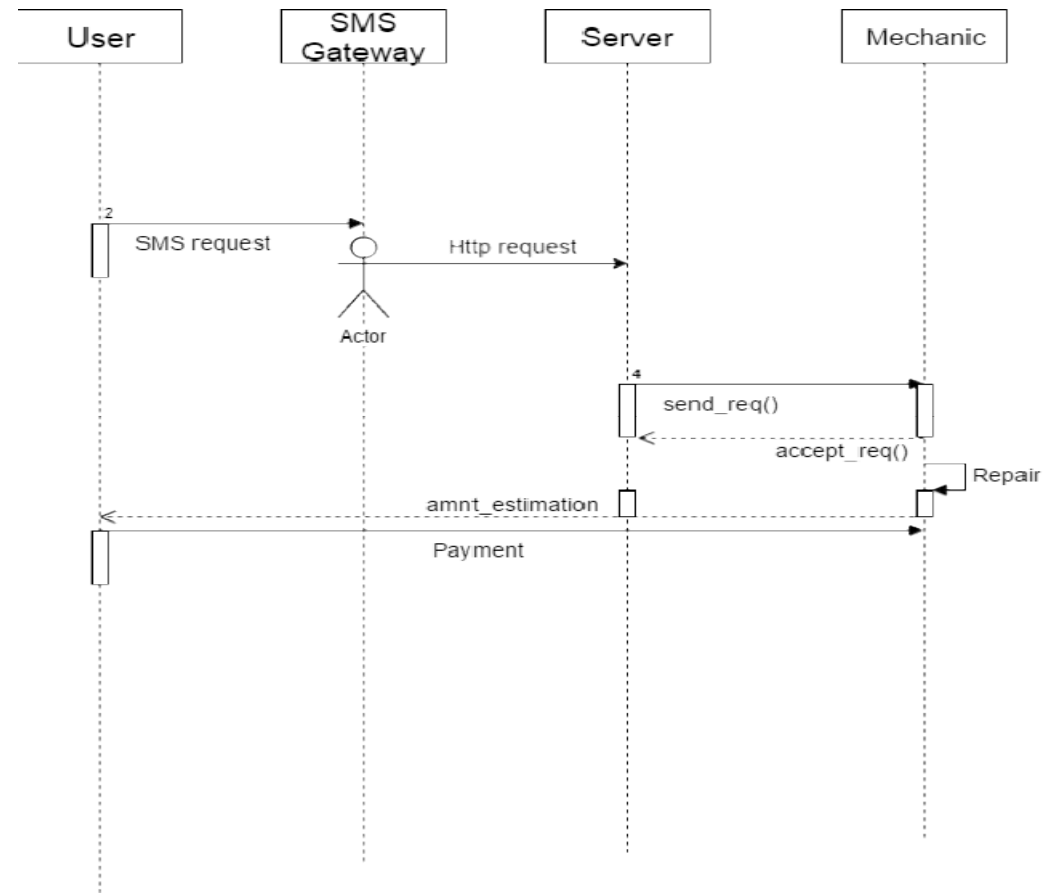 User
SMS
Gateway
Server
Mechanic
2
SMS request
Http request
Actor
4
send_req()
accept_req()
Repair
amnt_estimation
Payment